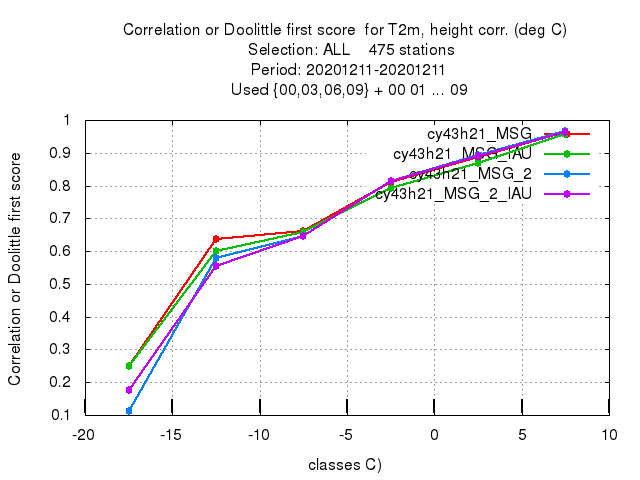 Correlation or Doolittle first score  for T2m, height corr. (deg C)
Selection: ALL    475 stations
Period: 20201211-20201211
Used {00,03,06,09} + 00 01 ... 09
Correlation or Doolittle first score
1
0.9
0.8
0.7
0.6
0.5
0.4
0.3
0.2
0.1
cy43h21_MSG
cy43h21_MSG_IAU
cy43h21_MSG_2
cy43h21_MSG_2_IAU
-20 -15 -10 -5 0 5 10
classes C)